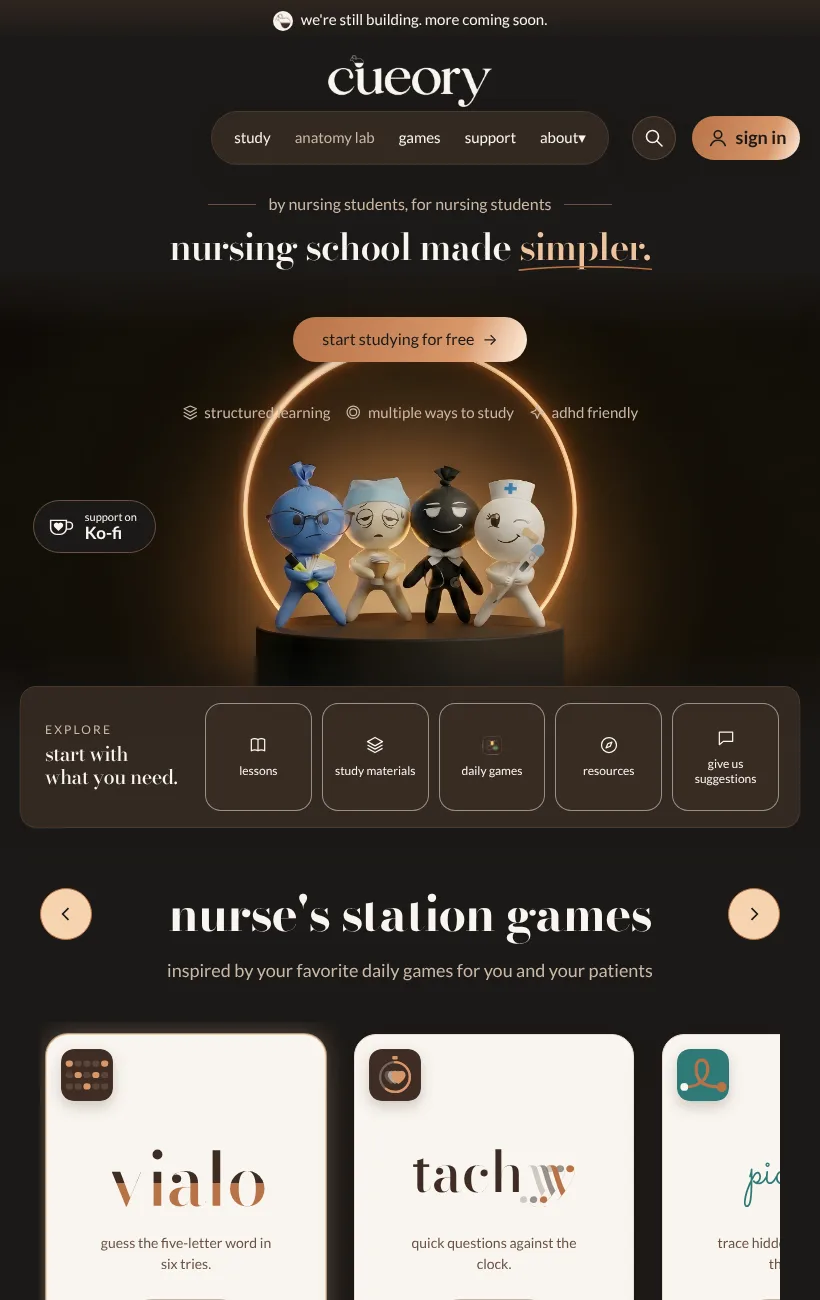 we're still building. more coming soon.
cueory
study anatomy lab games support about▾
sign in
by nursing students, for nursing students
nursing school made simpler.
start studying for free →
structured learning multiple ways to study adhd friendly
support on
Ko-fi
EXPLORE
start with
what you need.
lessons
study materials
daily games
resources
give us
suggestions
nurse's station games
inspired by your favorite daily games for you and your patients
vialo
guess the five-letter word in
six tries.
tachy
quick questions against the
clock.
trace